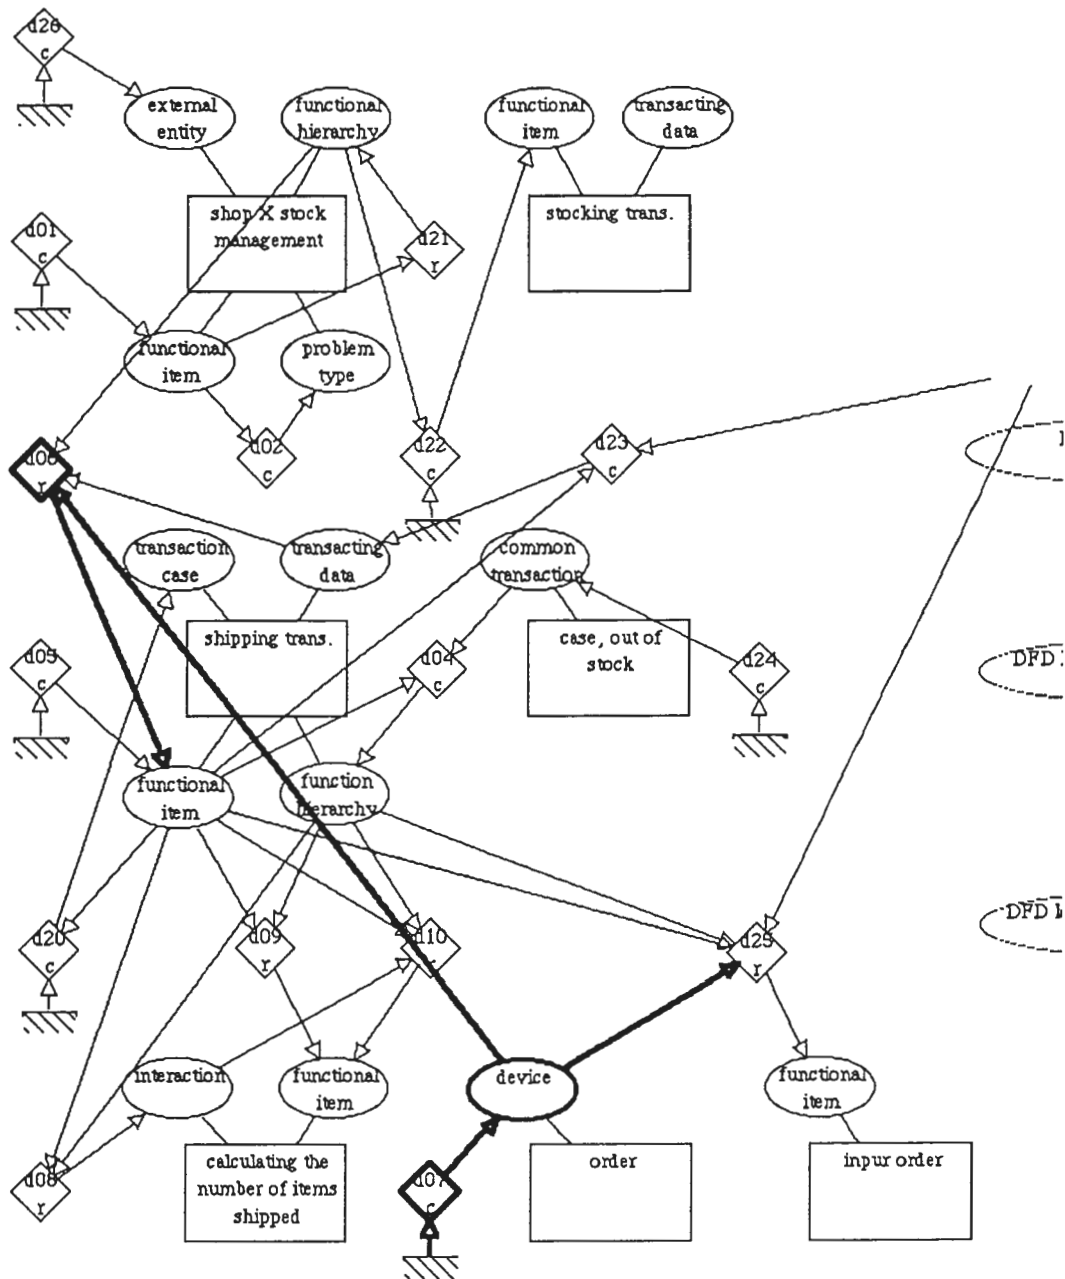 d26
c
external
entity
functional
hierarchy
functional
item
transacting
data
shop X stock
management
stocking trans.
d01
c
d21
r
functional
item
problem
type
d02
c
d22
c
d23
c
d06
r
transaction
case
transacting
data
common
transaction
shipping trans.
case, out of
stock
d05
c
d04
c
d24
c
DFD
functional
item
function
hierarchy
d20
c
d09
r
d10
d25
r
DFD
interaction
functional
item
device
functional
item
d08
r
calculating the
number of items
shipped
d07
c
order
inpur order